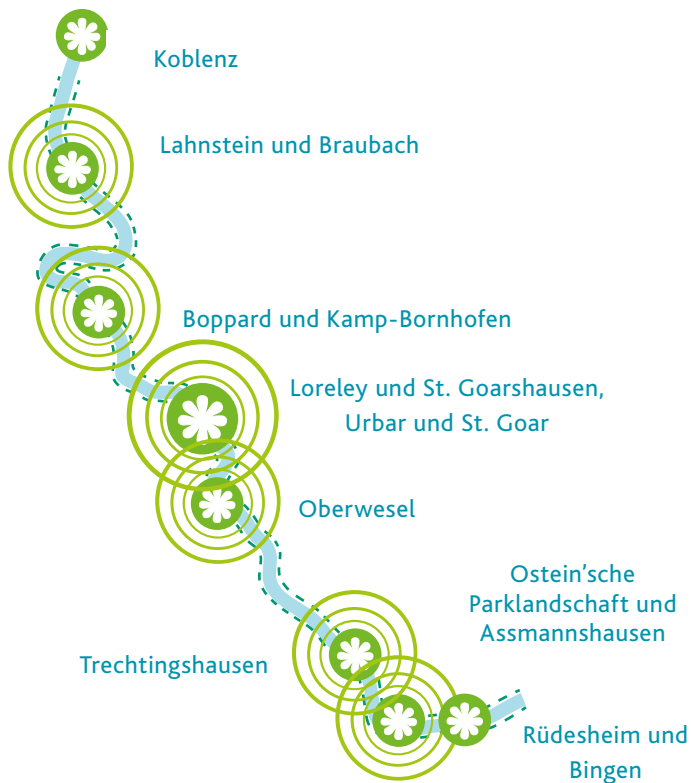 Koblenz
Lahnstein und Braubach
Boppard und Kamp-Bornhofen
Loreley und St. Goarshausen,
Urbar und St. Goar
Oberwesel
Ostein’sche
Parklandschaft und
Assmannshausen
Trechtingshausen
Rüdesheim und
Bingen